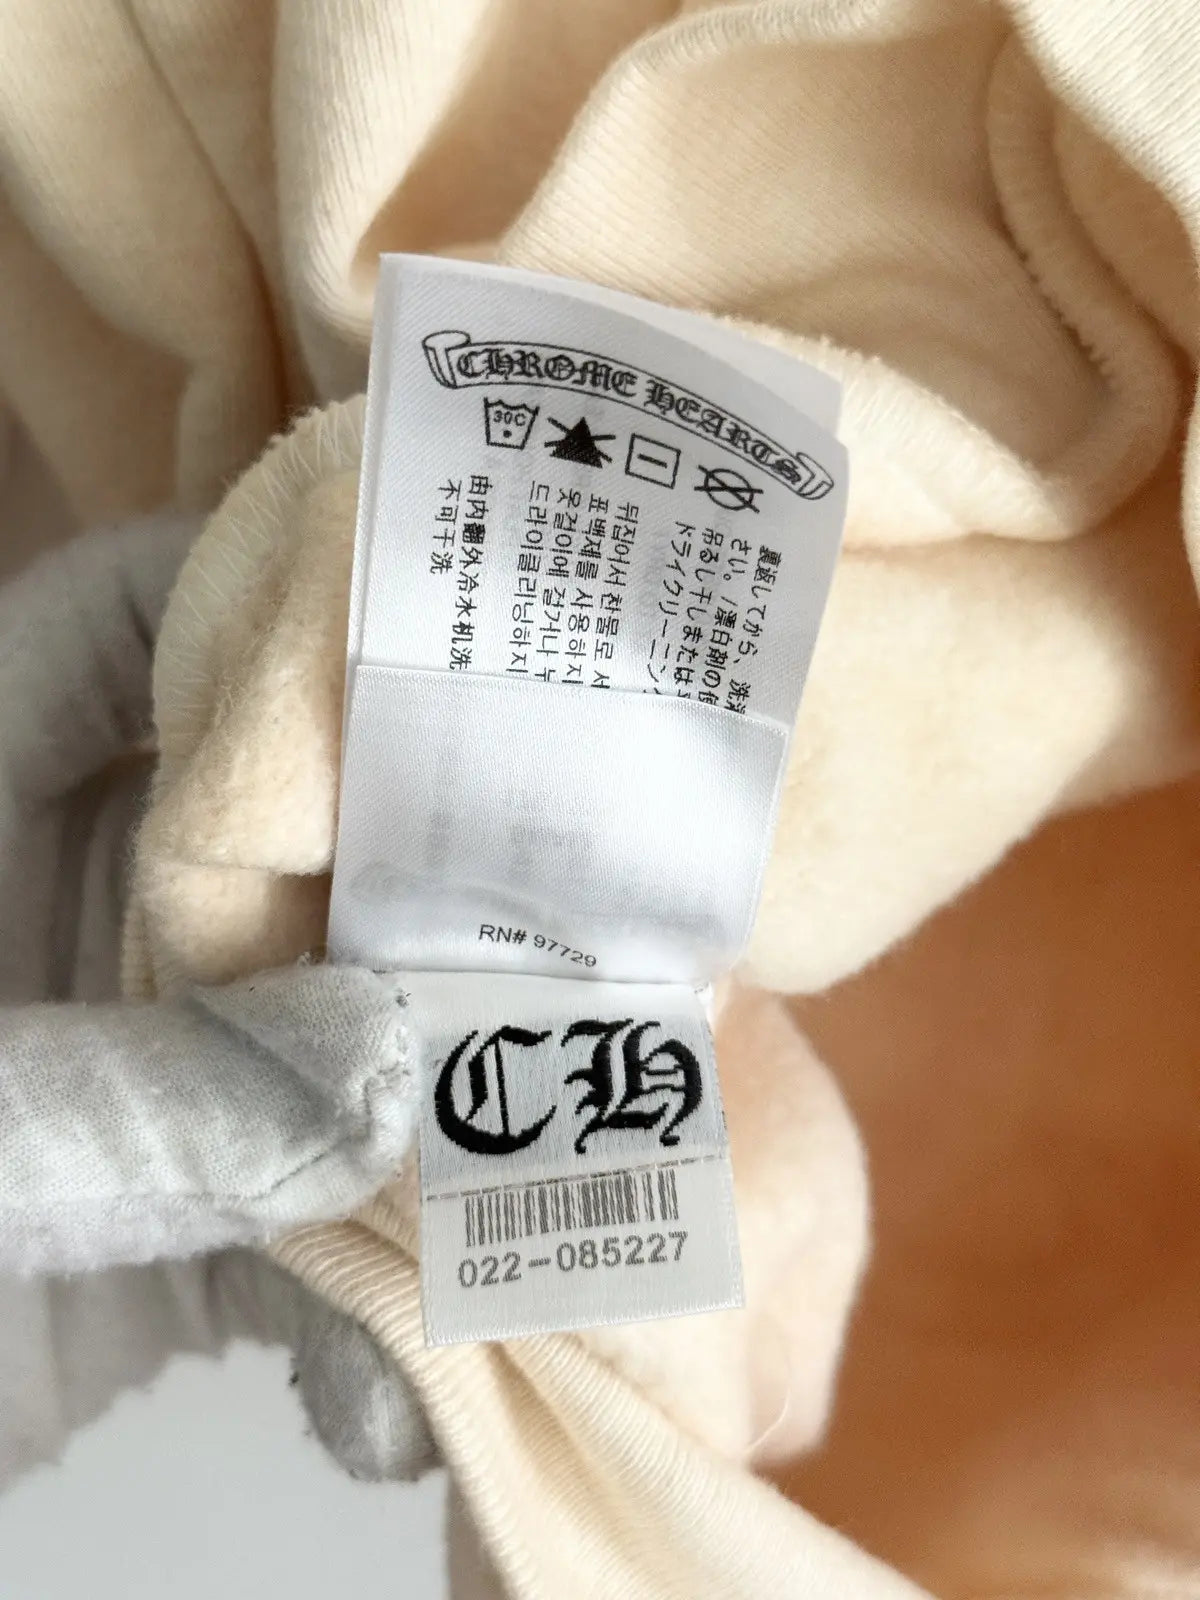 CHROME HEARTS
30C
裏返してから、洗
さい。/漂白剤の
吊るし干しまたは
ドライクリーニン
뒤집어서 찬물로 서
표백제를 사용하지
옷걸이에 걸거나 누
드라이클리닝하지
由内翻外冷水机洗
不可干洗
RN# 97729
CH
022-085227